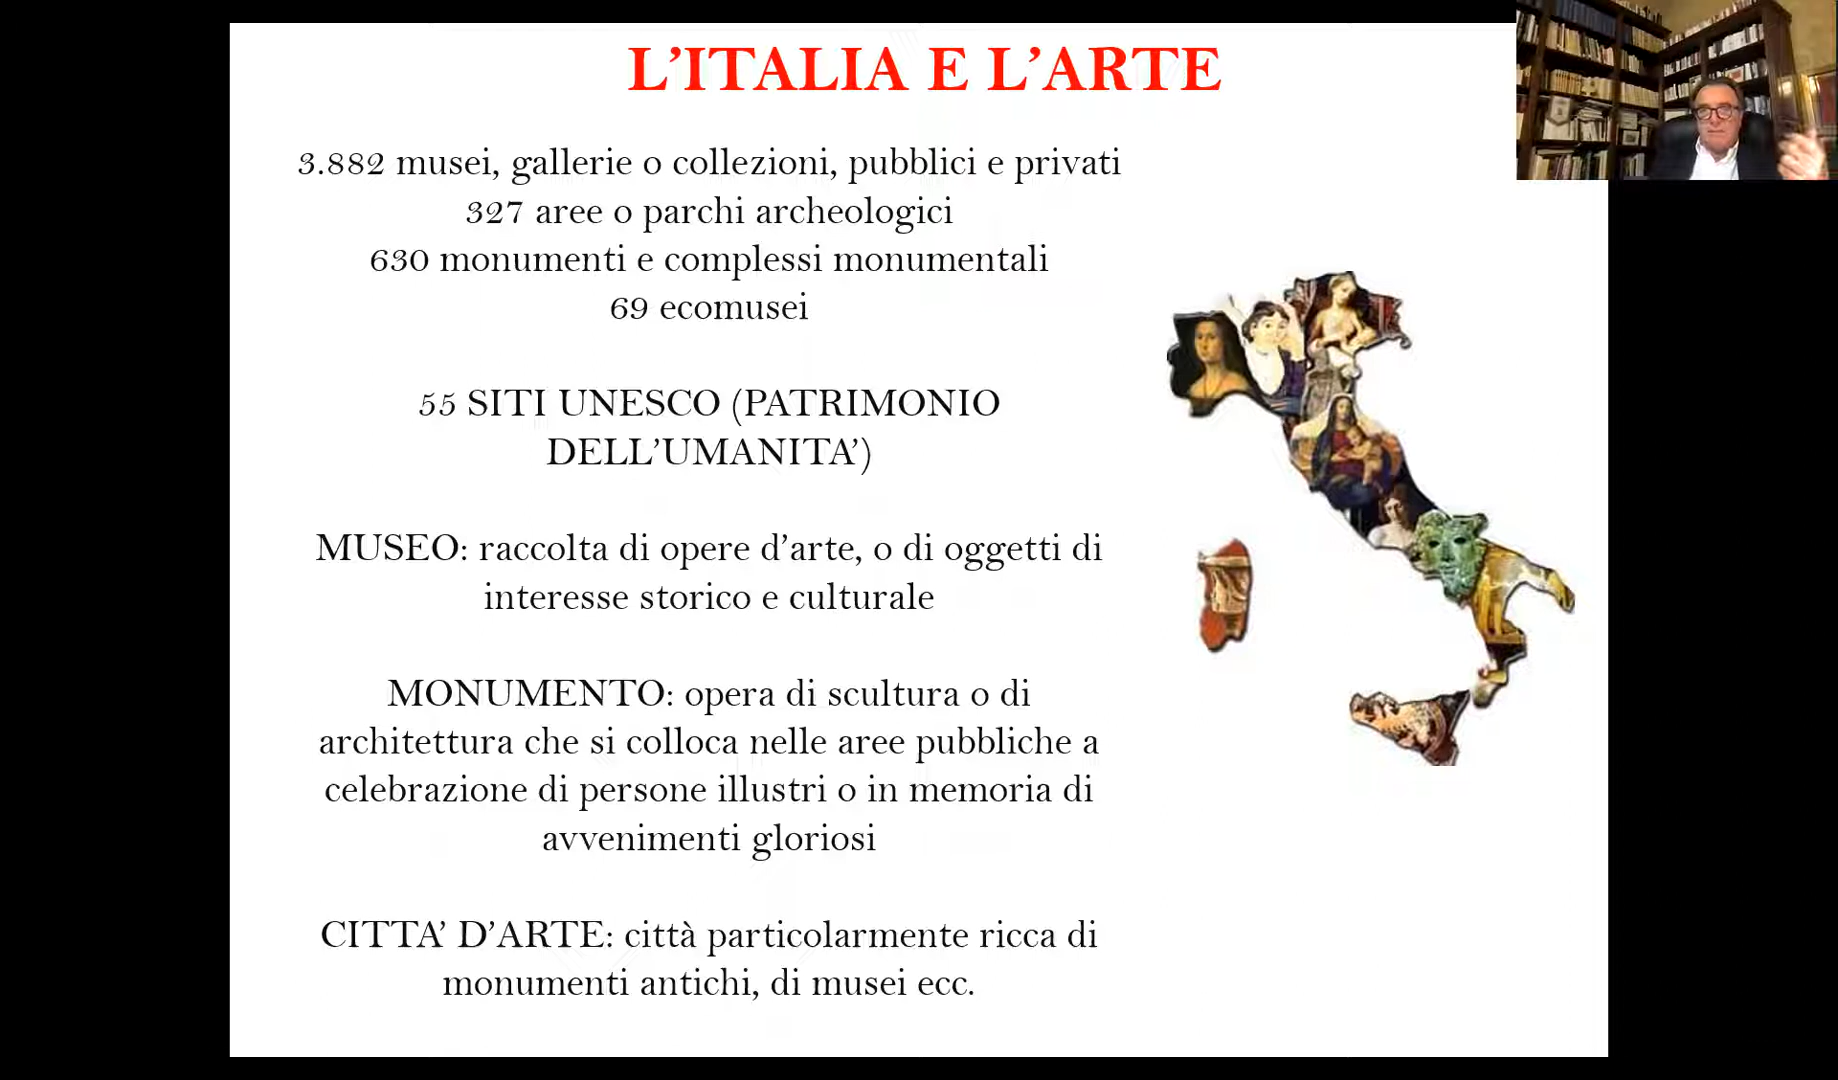 L’ITALIA E L’ARTE
3.882 musei, gallerie o collezioni, pubblici e privati
327 aree o parchi archeologici
630 monumenti e complessi monumentali
69 ecomusei
55 SITI UNESCO (PATRIMONIO
DELL’UMANITA’)
MUSEO: raccolta di opere d’arte, o di oggetti di
interesse storico e culturale
MONUMENTO: opera di scultura o di
architettura che si colloca nelle aree pubbliche a
celebrazione di persone illustri o in memoria di
avvenimenti gloriosi
CITTA’ D’ARTE: città particolarmente ricca di
monumenti antichi, di musei ecc.